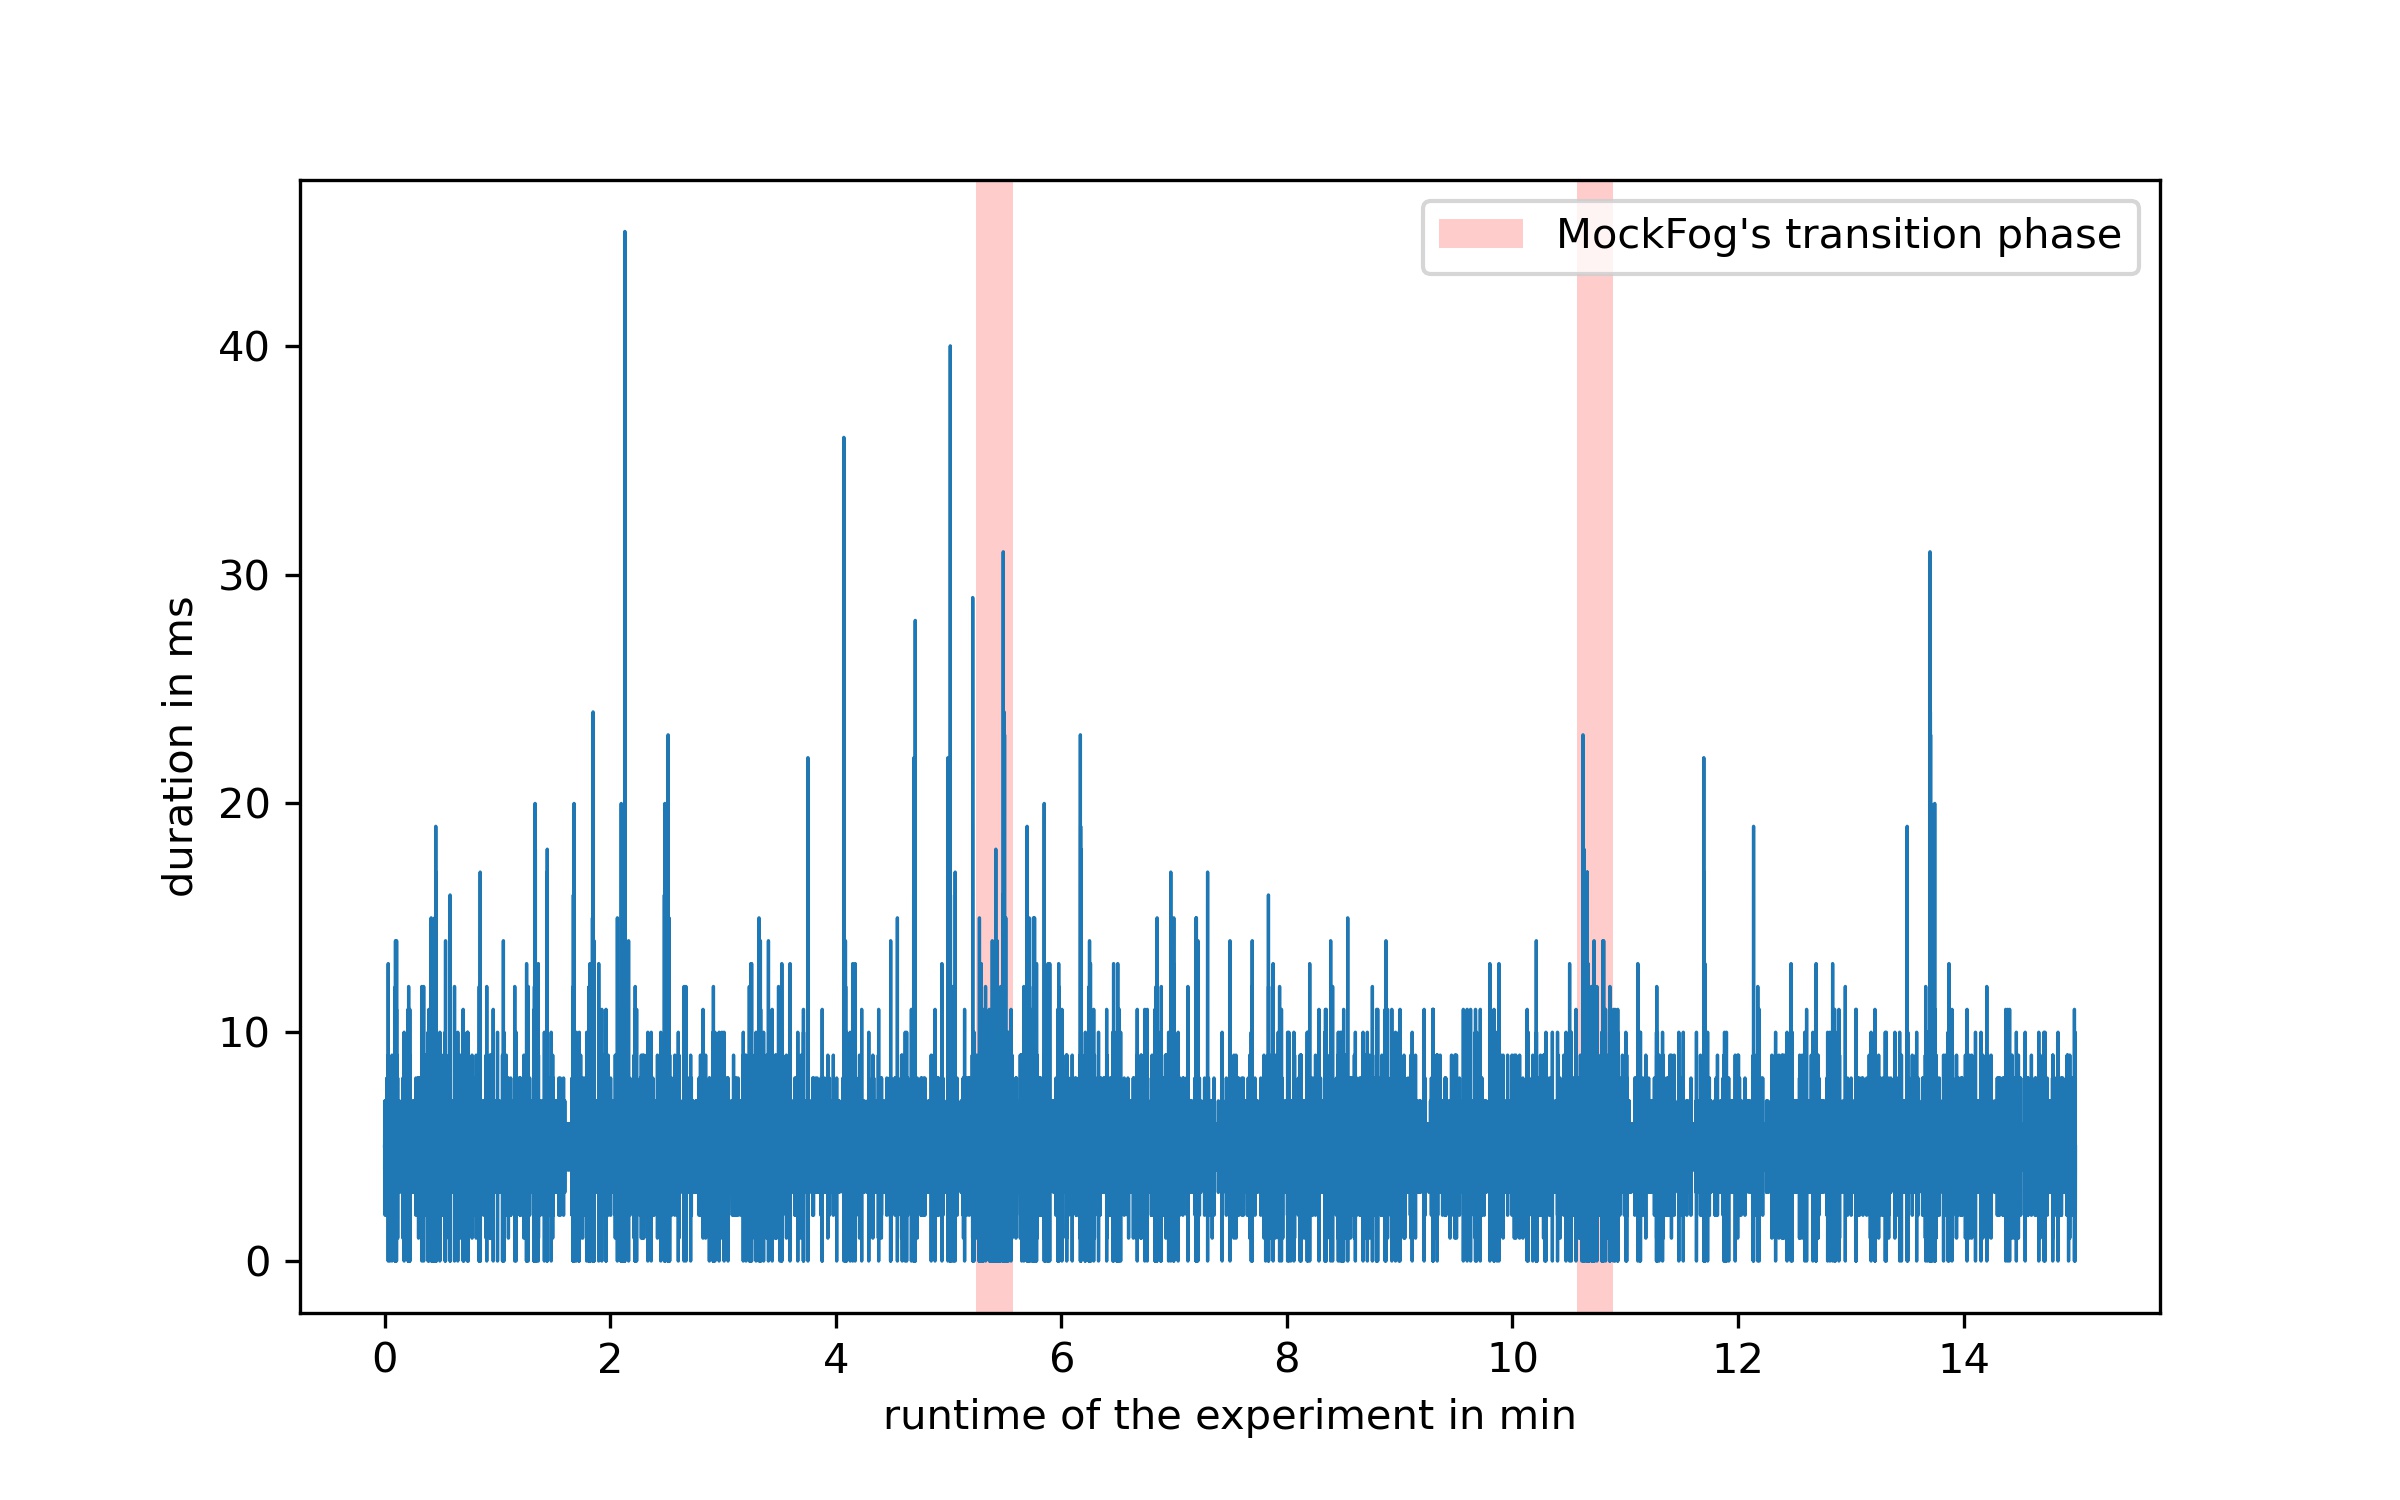 MockFog's transition phase
duration in ms
40
30
20
10
0
0 2 4 6 8 10 12 14
runtime of the experiment in min